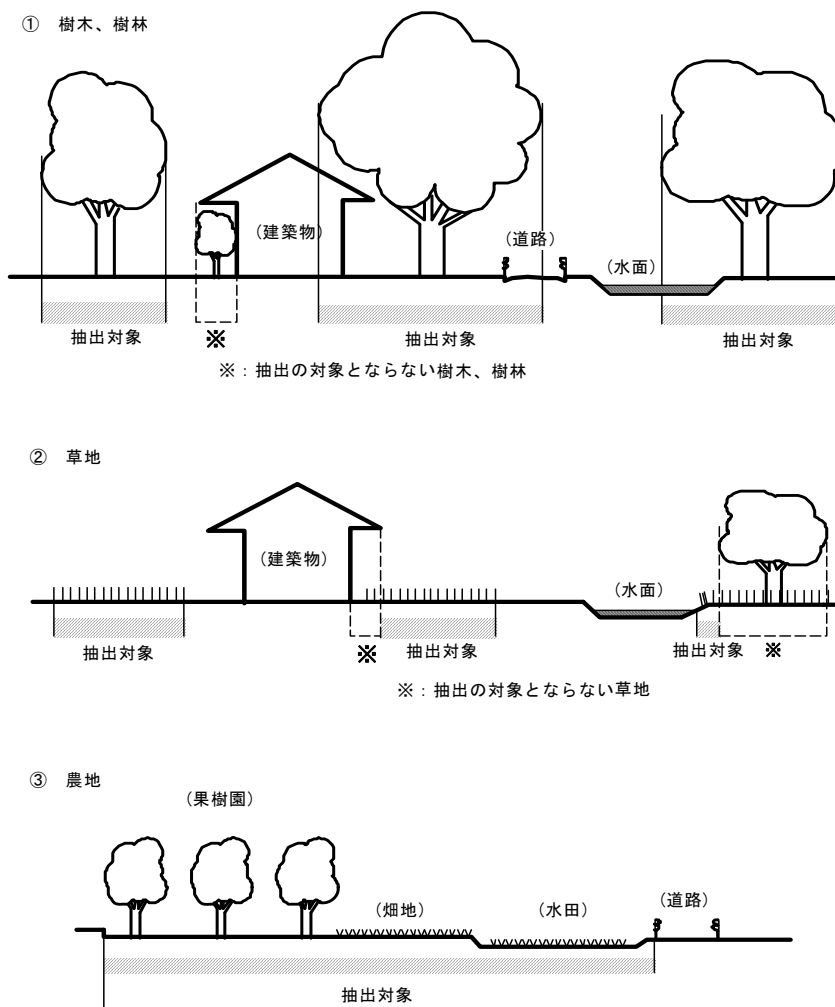 ① 樹木、樹林
(建築物)
(道路)
(水面)
抽出対象
※
抽出対象
抽出対象
※：抽出の対象とならない樹木、樹林
② 草地
(建築物)
(水面)
抽出対象
※
抽出対象
抽出対象
※
※：抽出の対象とならない草地
③ 農地
(果樹園)
(畑地)
(水田)
(道路)
抽出対象